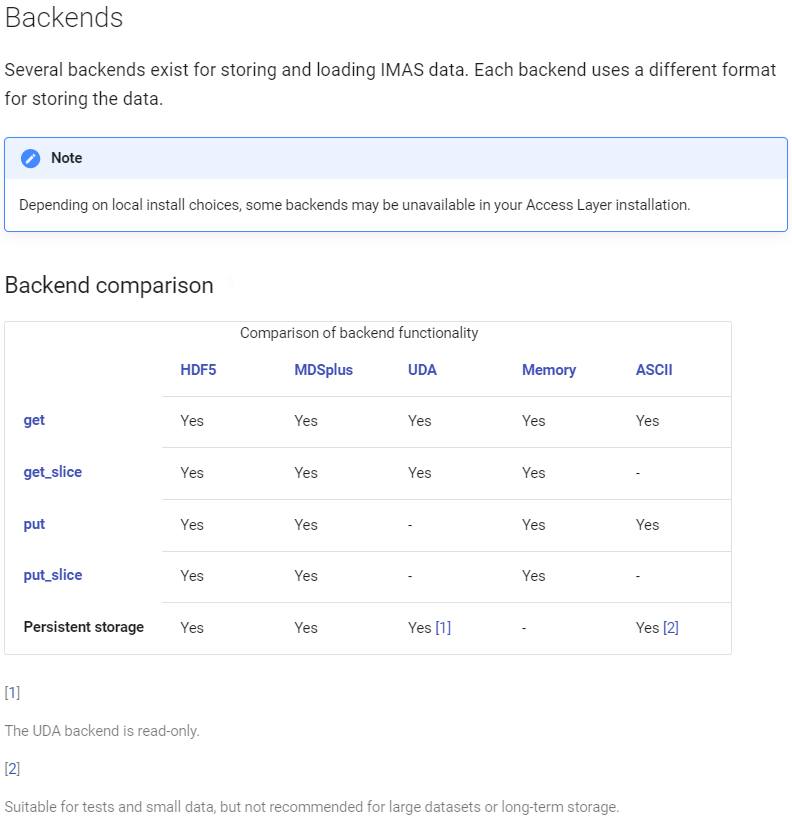 Backends
Several backends exist for storing and loading IMAS data. Each backend uses a different format
for storing the data.
Note
Depending on local install choices, some backends may be unavailable in your Access Layer installation.
Backend comparison
Comparison of backend functionality
HDF5 MDSplus UDA Memory ASCII
get Yes Yes Yes Yes Yes
get_slice Yes Yes Yes Yes -
put Yes Yes - Yes Yes
put_slice Yes Yes - Yes -
Persistent storage Yes Yes Yes [1] - Yes [2]
[1]
The UDA backend is read-only.
[2]
Suitable for tests and small data, but not recommended for large datasets or long-term storage.